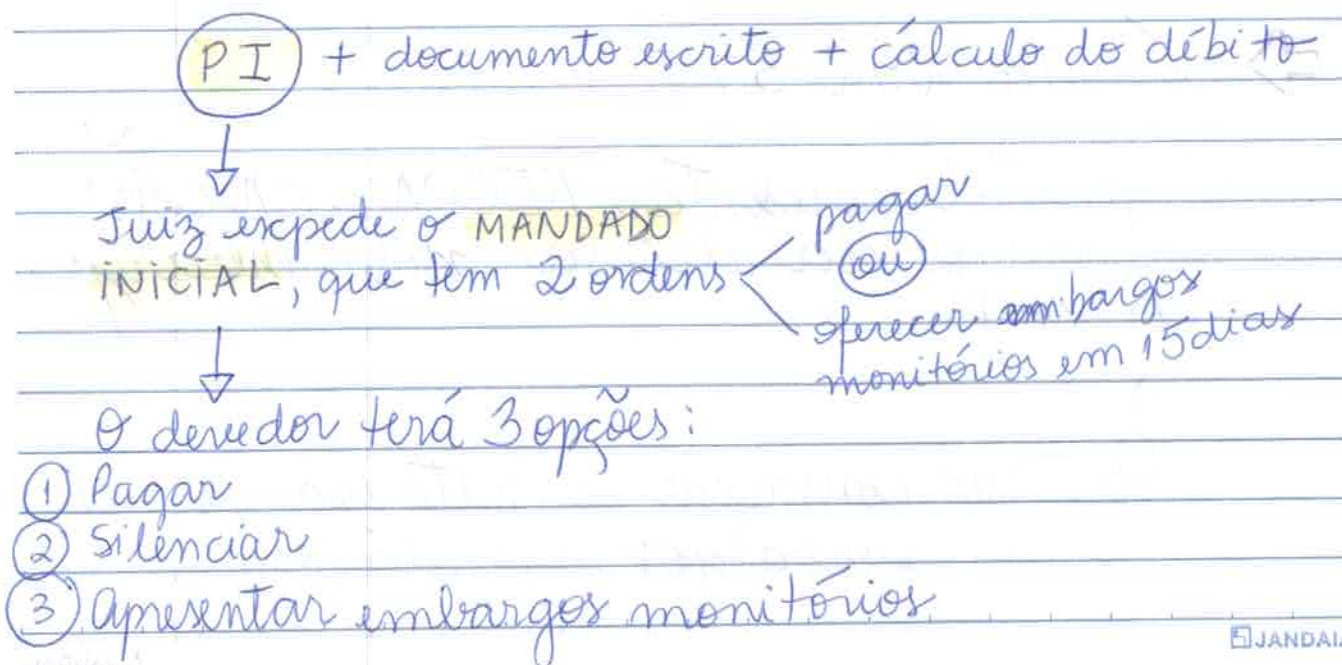 PI + documento escrito + cálculo do débito
Juiz expede o MANDADO
INICIAL, que tem 2 ordens
pagar
ou
oferecer embargos
monitórios em 15 dias
O devedor terá 3 opções:
1 Pagar
2 Silenciar
3 Apresentar embargos monitórios
JANDAIA